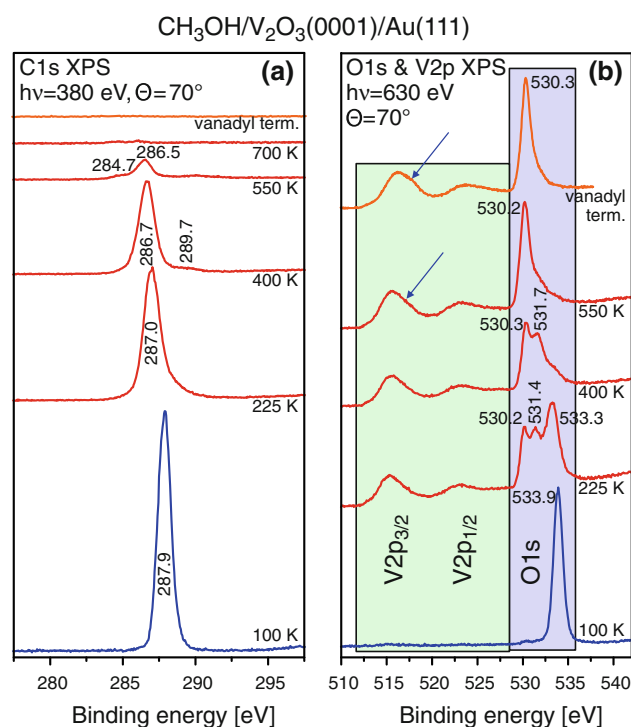 CH₃OH/V₂O₃(0001)/Au(111)
C1s XPS (a)
hν=380 eV, Θ=70°
vanadyl term.
700 K
286.5
284.7
550 K
286.7
289.7
400 K
287.0
225 K
287.9
100 K
280 285 290 295
Binding energy [eV]
O1s & V2p XPS (b)
hν=630 eV
Θ=70°
530.3
vanadyl
term.
530.2
550 K
530.3
531.7
400 K
530.2
531.4
533.3
225 K
533.9
V2p3/2
V2p1/2
O1s
100 K
510 515 520 525 530 535 540
Binding energy [eV]